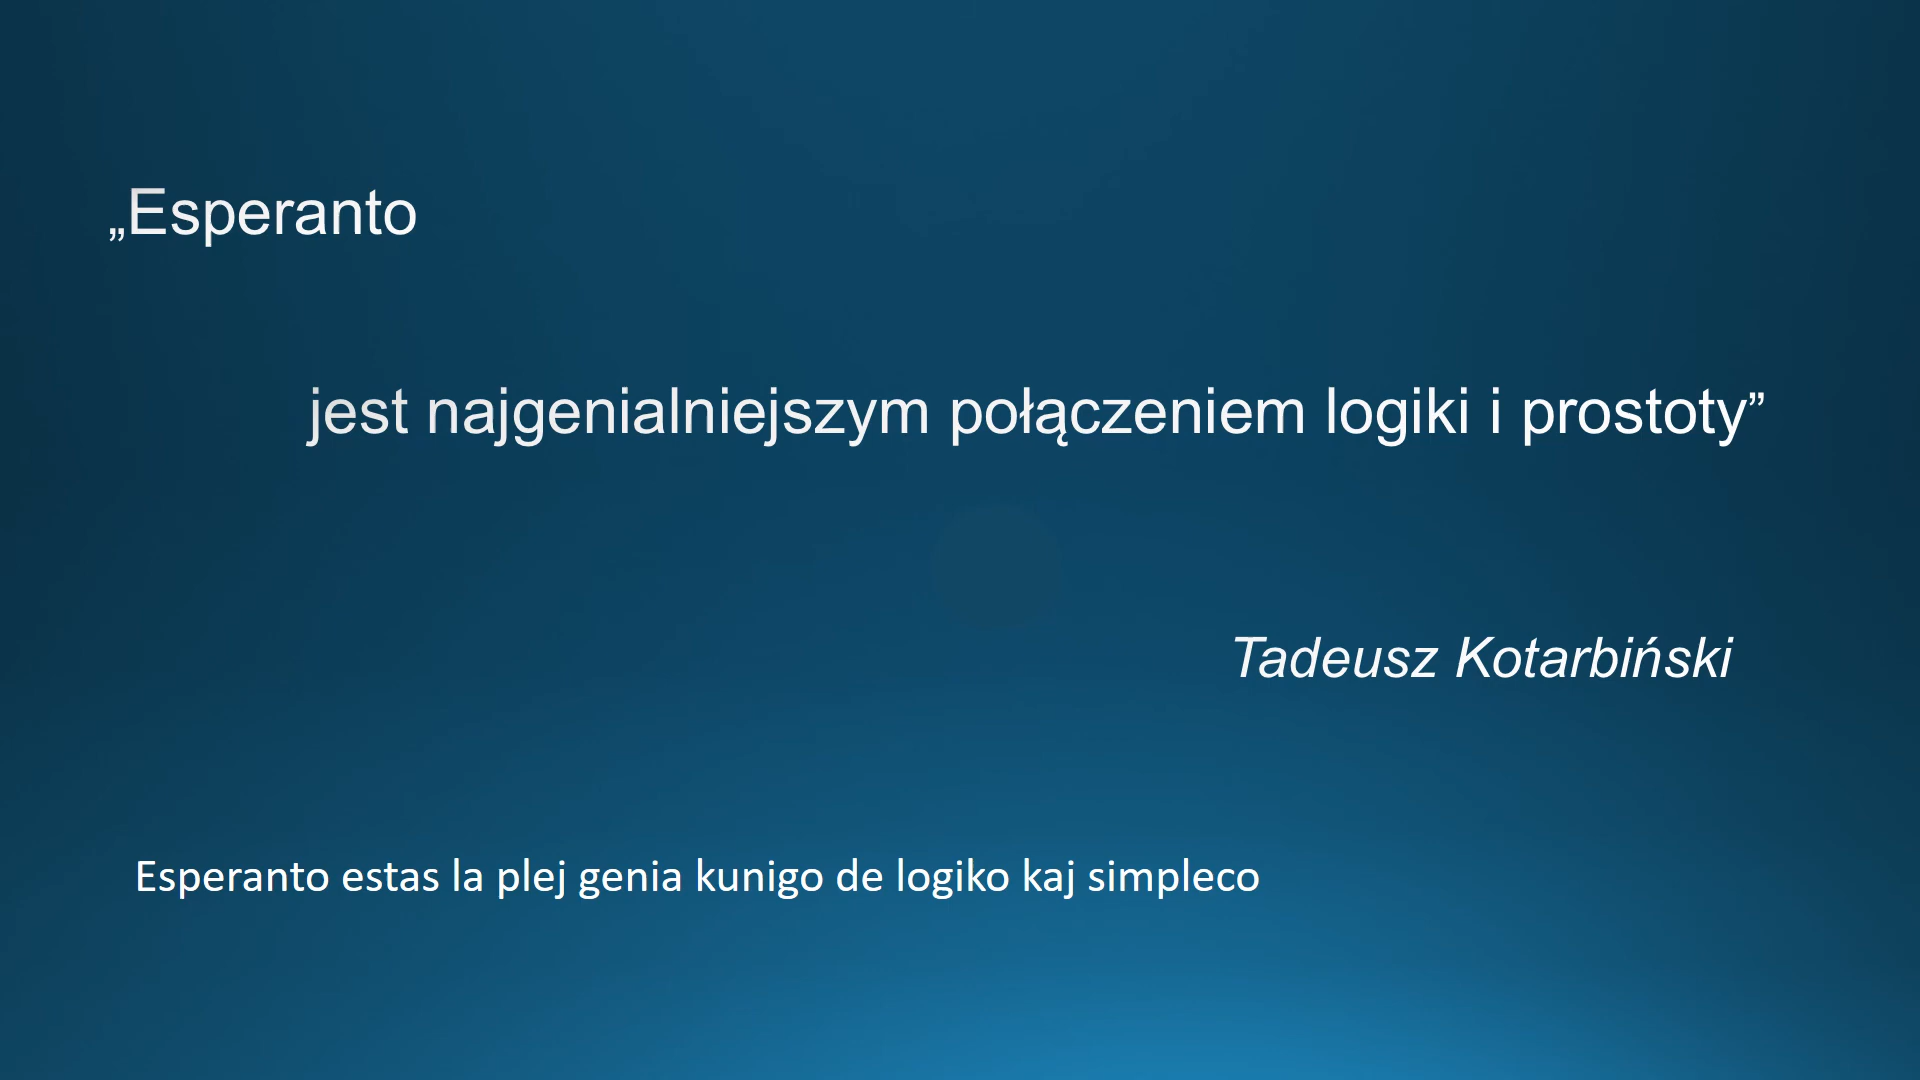 „Esperanto
jest najgenialniejszym połączeniem logiki i prostoty”
Tadeusz Kotarbiński
Esperanto estas la plej genia kunigo de logiko kaj simpleco